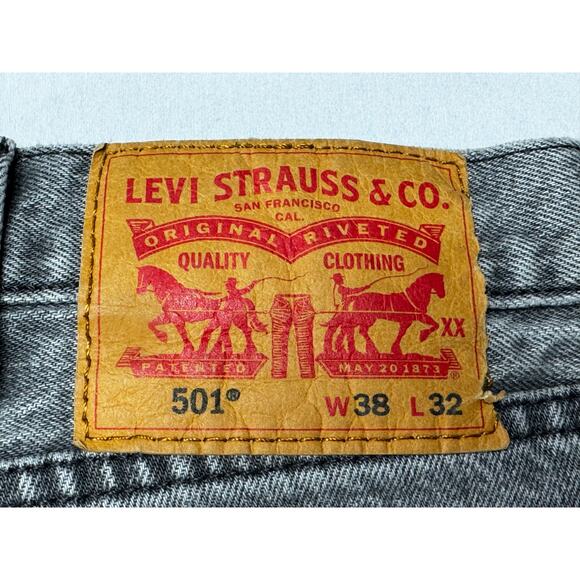 LEVI STRAUSS & CO.
SAN FRANCISCO
CAL.
ORIGINAL RIVETED
QUALITY CLOTHING
XX
PATENTED MAY 20 1873 ®
501® W38 L32